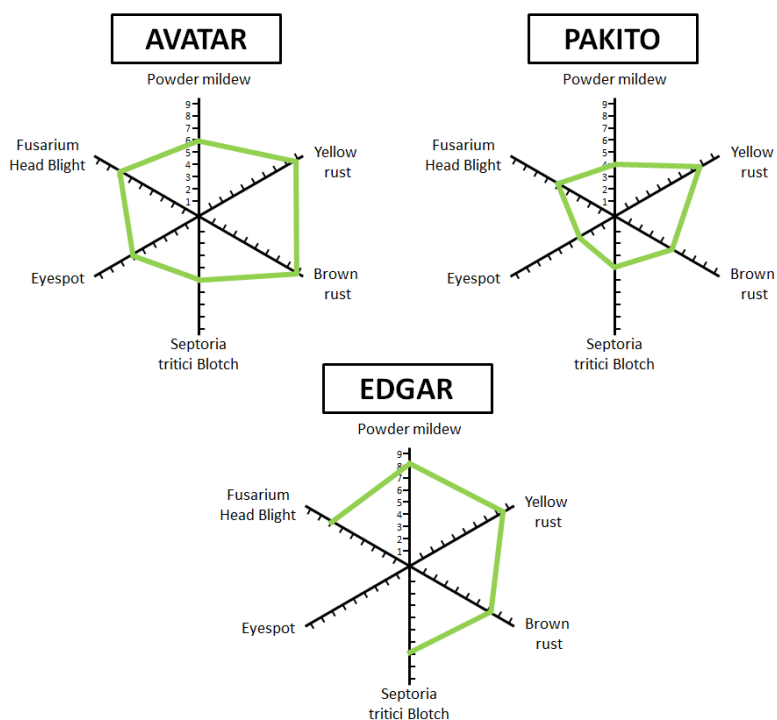 AVATAR
Powder mildew
9
8
7
6
5
4
3
2
1
Fusarium
Head Blight
Yellow
rust
Eyespot
Brown
rust
Septoria
tritici Blotch
PAKITO
Powder mildew
9
8
7
6
5
4
3
2
1
Fusarium
Head Blight
Yellow
rust
Eyespot
Brown
rust
Septoria
tritici Blotch
EDGAR
Powder mildew
9
8
7
6
5
4
3
2
1
Fusarium
Head Blight
Yellow
rust
Eyespot
Brown
rust
Septoria
tritici Blotch